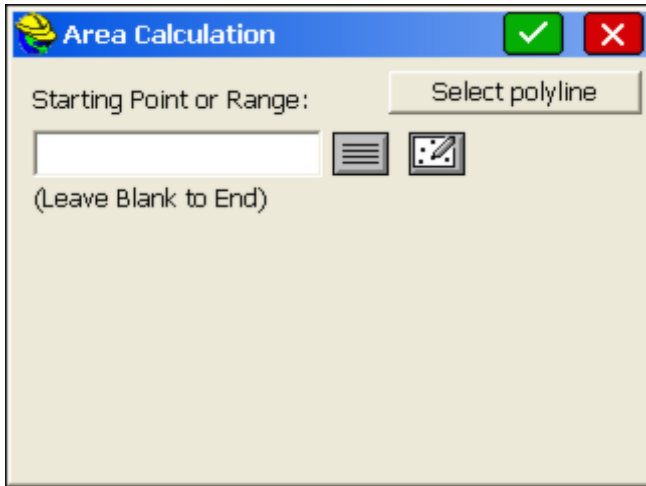 Area Calculation
Select polyline
Starting Point or Range:
(Leave Blank to End)